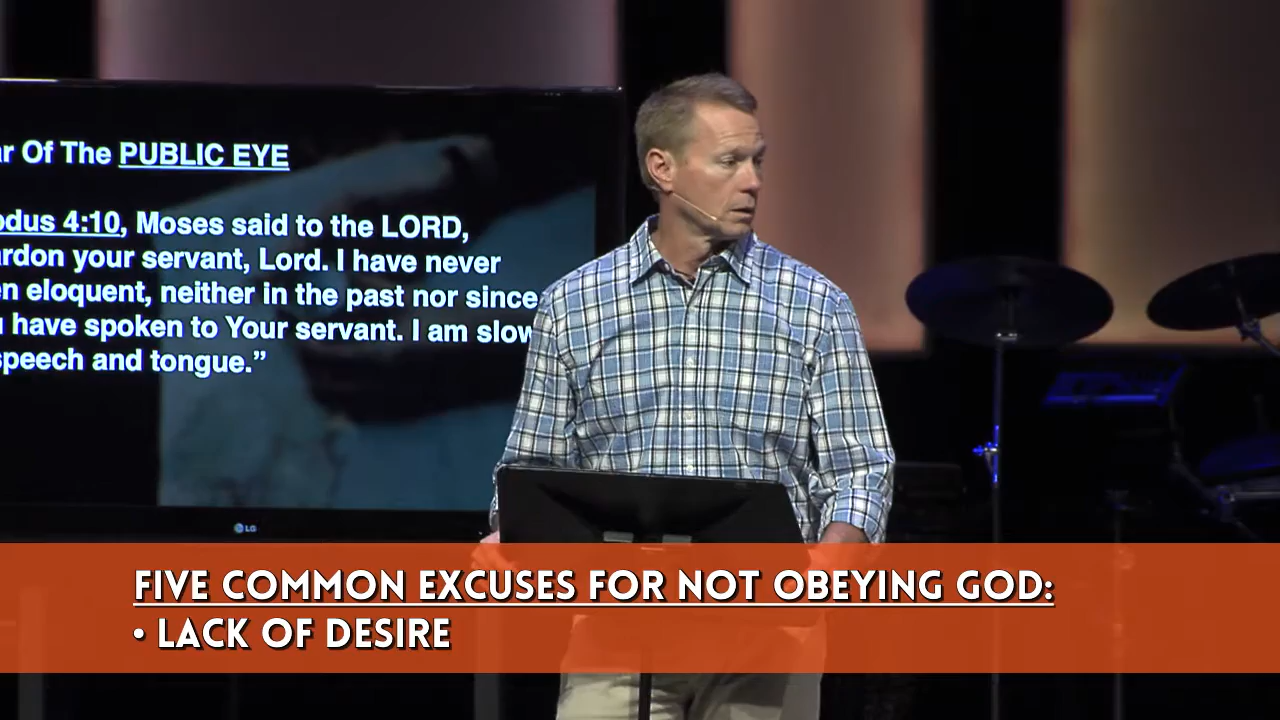 r Of The PUBLIC EYE
odus 4:10, Moses said to the LORD,
ardon your servant, Lord. I have never
en eloquent, neither in the past nor since
u have spoken to Your servant. I am slow
speech and tongue.”
LG
FIVE COMMON EXCUSES FOR NOT OBEYING GOD:
• LACK OF DESIRE